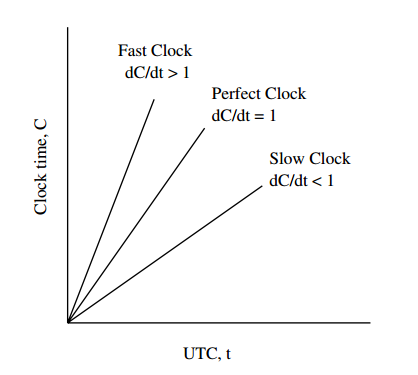 Fast Clock
dC/dt > 1
Perfect Clock
dC/dt = 1
Slow Clock
dC/dt < 1
Clock time, C
UTC, t